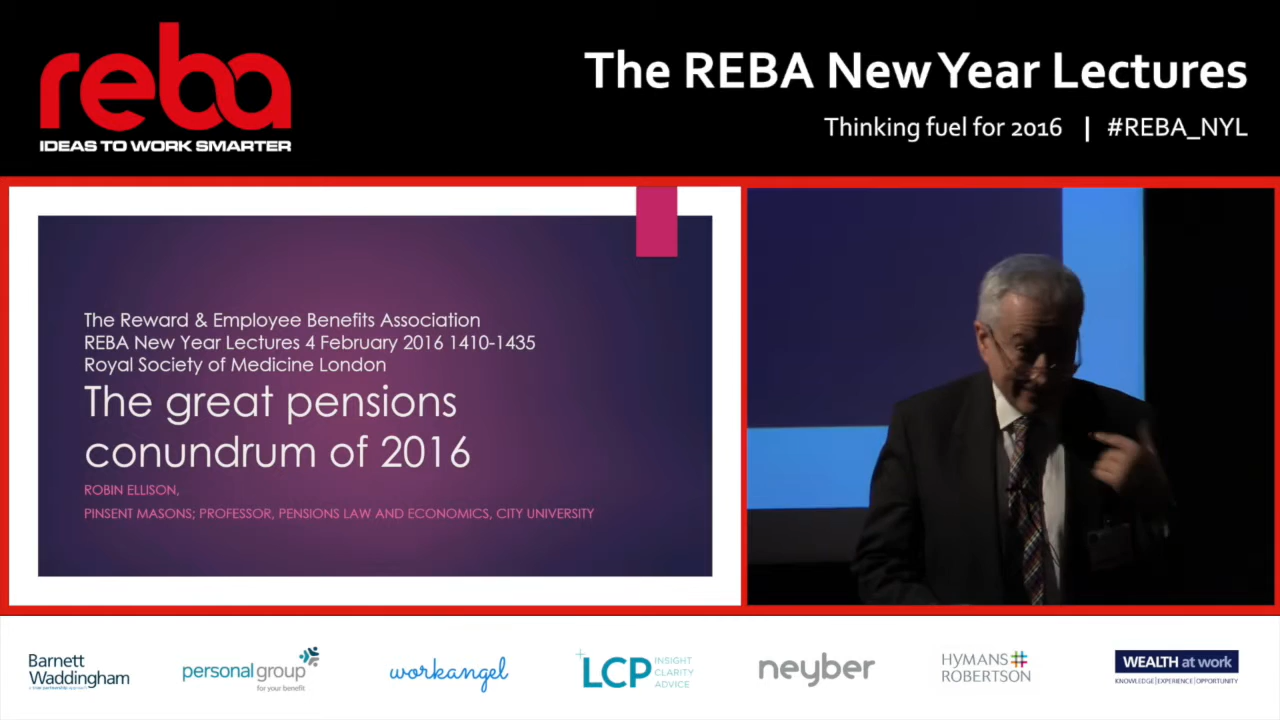 reba
IDEAS TO WORK SMARTER
The REBA New Year Lectures
Thinking fuel for 2016 | #REBA_NYL
The Reward & Employee Benefits Association
REBA New Year Lectures 4 February 2016 1410-1435
Royal Society of Medicine London
The great pensions
conundrum of 2016
ROBIN ELLISON,
PINSENT MASONS; PROFESSOR, PENSIONS LAW AND ECONOMICS, CITY UNIVERSITY
Barnett
Waddingham
personal group
for your benefit
workangel
LCP
INSIGHT
CLARITY
ADVICE
neyber
HYMANS
ROBERTSON
WEALTH at work
KNOWLEDGE | EXPERIENCE | OPPORTUNITY